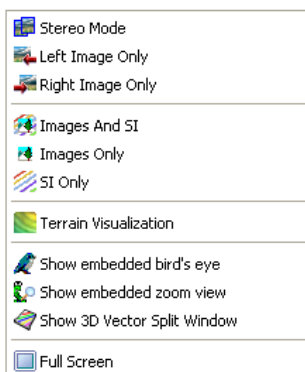 Stereo Mode
Left Image Only
Right Image Only
Images And SI
Images Only
SI Only
Terrain Visualization
Show embedded bird's eye
Show embedded zoom view
Show 3D Vector Split Window
Full Screen